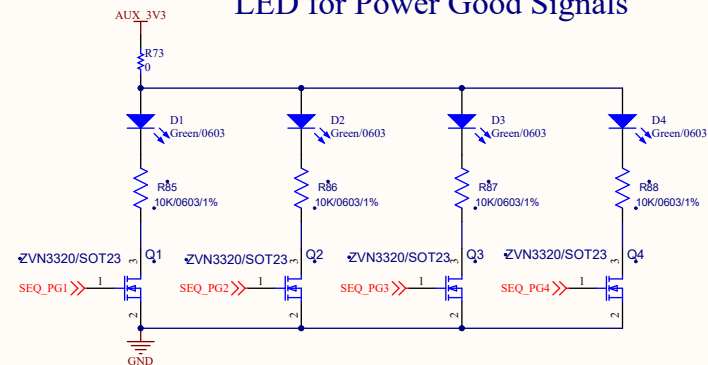 LED for Power Good Signals
AUX_3V3
R73
0
D1
Green/0603
D2
Green/0603
D3
Green/0603
D4
Green/0603
R85
10K/0603/1%
R86
10K/0603/1%
R87
10K/0603/1%
R88
10K/0603/1%
ZVN3320/SOT23
3
Q1
ZVN3320/SOT23
3
Q2
ZVN3320/SOT23
3
Q3
ZVN3320/SOT23
3
Q4
SEQ_PG1
1
SEQ_PG2
1
SEQ_PG3
1
SEQ_PG4
1
2
2
2
2
GND